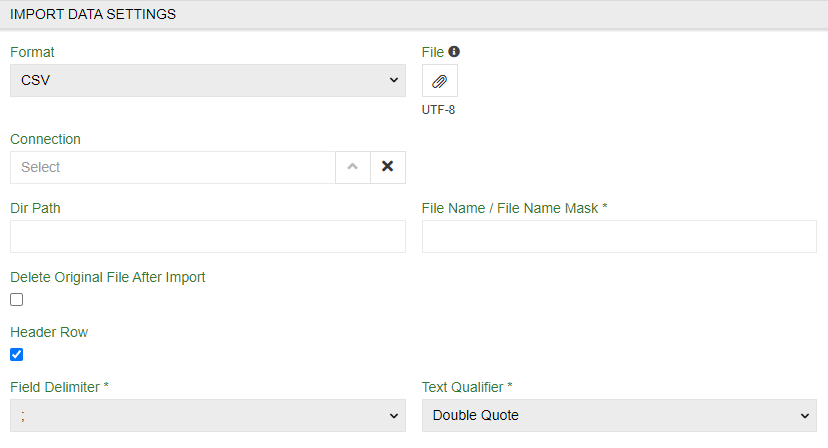 IMPORT DATA SETTINGS
Format
File
CSV
UTF-8
Connection
Select
Dir Path
File Name / File Name Mask *
Delete Original File After Import
Header Row
Field Delimiter *
Text Qualifier *
;
Double Quote